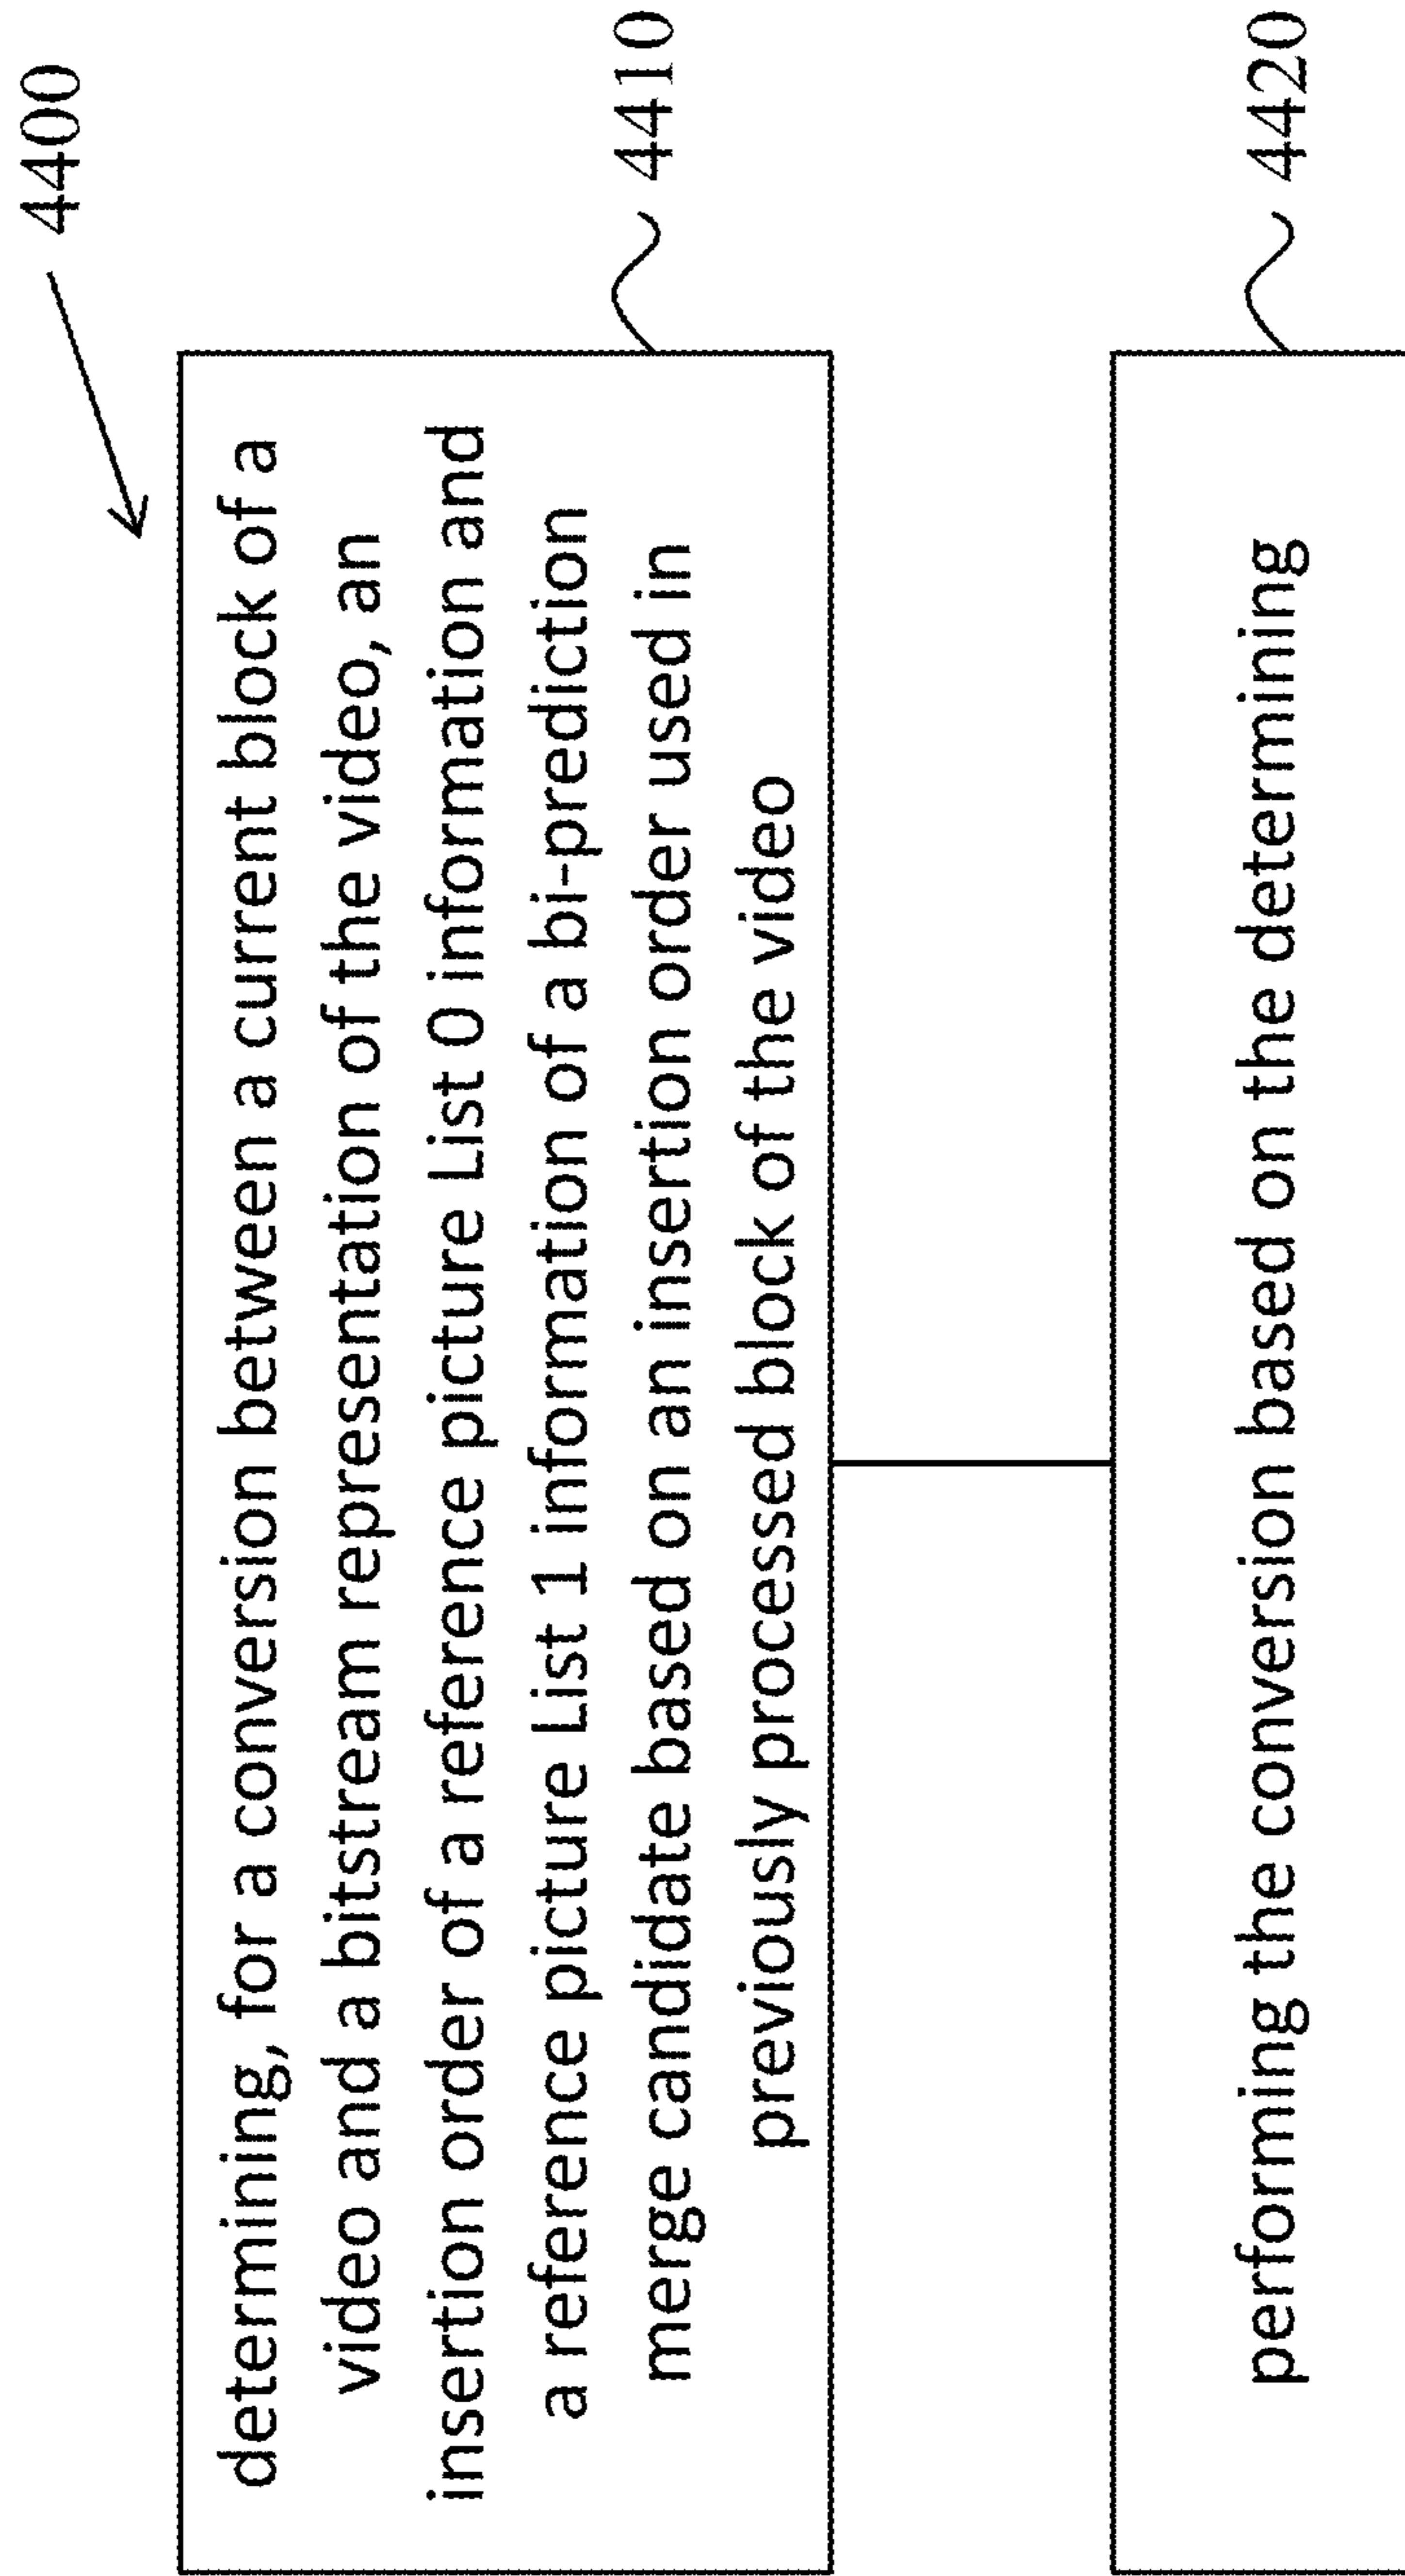 4400
determining, for a conversion between a current block of a
video and a bitstream representation of the video, an
insertion order of a reference picture List 0 information and
a reference picture List 1 information of a bi-prediction
merge candidate based on an insertion order used in
previously processed block of the video
4410
performing the conversion based on the determining
4420